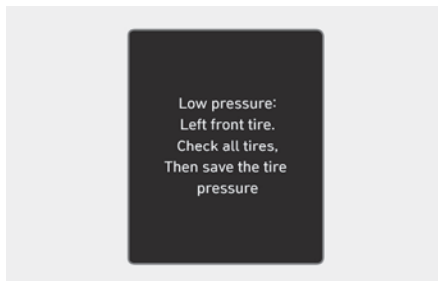 Low pressure:
Left front tire.
Check all tires,
Then save the tire
pressure